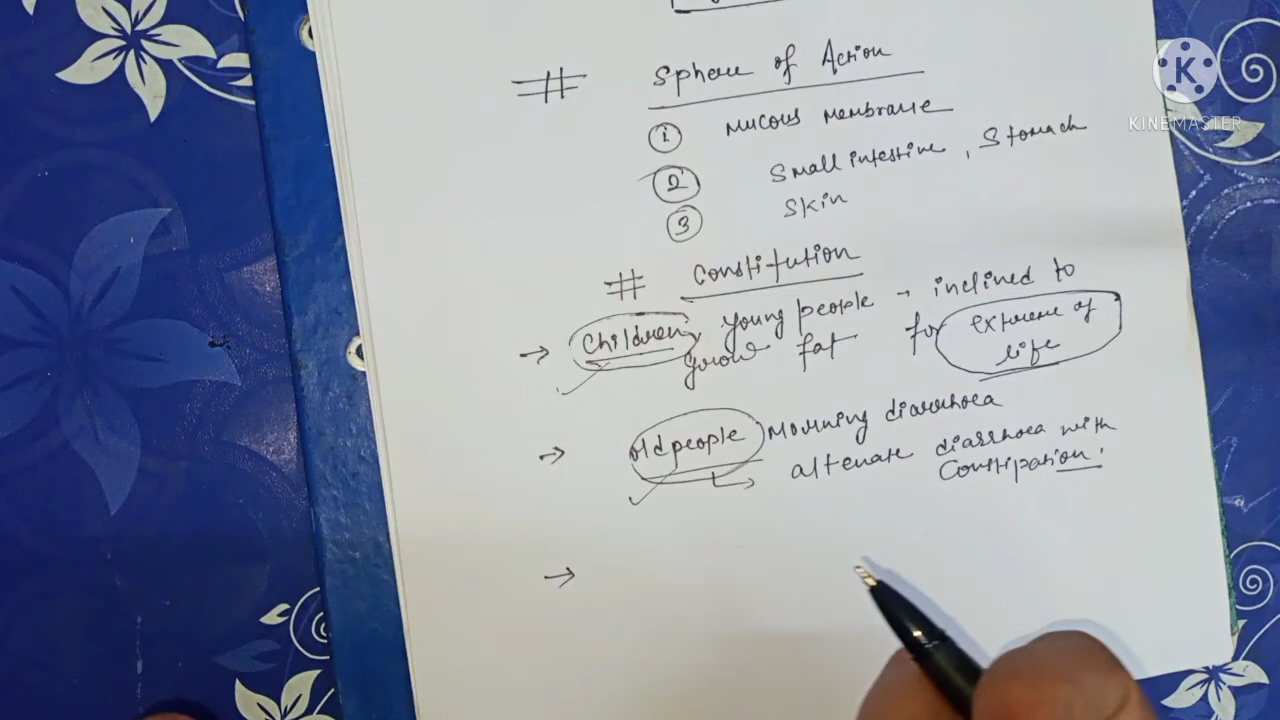 # Sphere of Action
① Mucous membrane
② Small intestine, Stomach
③ Skin
# Constitution
→ Children, young people - inclined to
grow fat for extreme of
life
→ Old people Morning diarrhoea
↳ altenate diarrhoea with
Constipation.
→
K
KINEMASTER